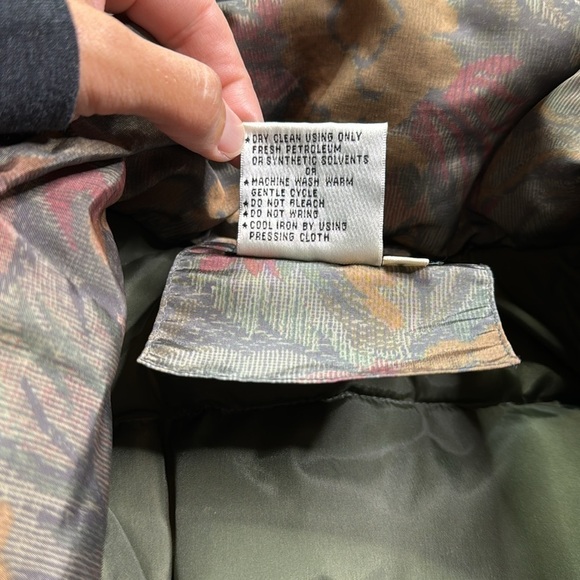 ★ DRY CLEAN USING ONLY
FRESH PETROLEUM
OR SYNTHETIC SOLVENTS
OR
★ MACHINE WASH WARM
GENTLE CYCLE
★ DO NOT BLEACH
★ DO NOT WRING
★ COOL IRON BY USING
PRESSING CLOTH